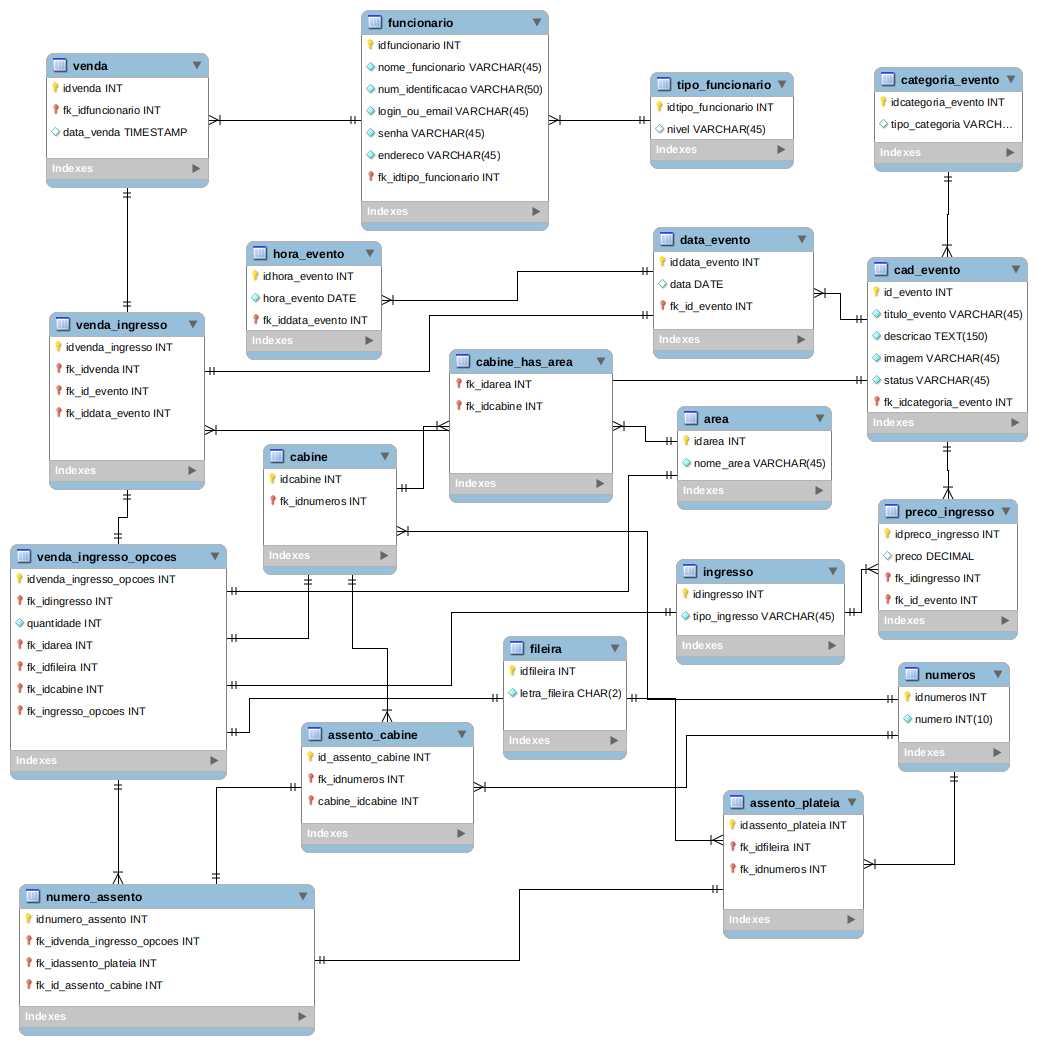 funcionario
idfuncionario INT
nome_funcionario VARCHAR(45)
num_identificacao VARCHAR(50)
login_ou_email VARCHAR(45)
senha VARCHAR(45)
endereco VARCHAR(45)
fk_idtipo_funcionario INT
Indexes
venda
idvenda INT
fk_idfuncionario INT
data_venda TIMESTAMP
Indexes
tipo_funcionario
idtipo_funcionario INT
nivel VARCHAR(45)
Indexes
categoria_evento
idcategoria_evento INT
tipo_categoria VARCH...
Indexes
hora_evento
idhora_evento INT
hora_evento DATE
fk_iddata_evento INT
Indexes
data_evento
iddata_evento INT
data DATE
fk_id_evento INT
Indexes
cad_evento
id_evento INT
titulo_evento VARCHAR(45)
descricao TEXT(150)
imagem VARCHAR(45)
status VARCHAR(45)
fk_idcategoria_evento INT
Indexes
venda_ingresso
idvenda_ingresso INT
fk_idvenda INT
fk_id_evento INT
fk_iddata_evento INT
Indexes
cabine_has_area
fk_idarea INT
fk_idcabine INT
Indexes
area
idarea INT
nome_area VARCHAR(45)
Indexes
cabine
idcabine INT
fk_idnumeros INT
Indexes
preco_ingresso
idpreco_ingresso INT
preco DECIMAL
fk_idingresso INT
fk_id_evento INT
Indexes
venda_ingresso_opcoes
idvenda_ingresso_opcoes INT
fk_idingresso INT
quantidade INT
fk_idarea INT
fk_idfileira INT
fk_idcabine INT
fk_ingresso_opcoes INT
Indexes
ingresso
idingresso INT
tipo_ingresso VARCHAR(45)
Indexes
fileira
idfileira INT
letra_fileira CHAR(2)
Indexes
numeros
idnumeros INT
numero INT(10)
Indexes
assento_cabine
id_assento_cabine INT
fk_idnumeros INT
cabine_idcabine INT
Indexes
assento_plateia
idassento_plateia INT
fk_idfileira INT
fk_idnumeros INT
Indexes
numero_assento
idnumero_assento INT
fk_idvenda_ingresso_opcoes INT
fk_idassento_plateia INT
fk_id_assento_cabine INT
Indexes